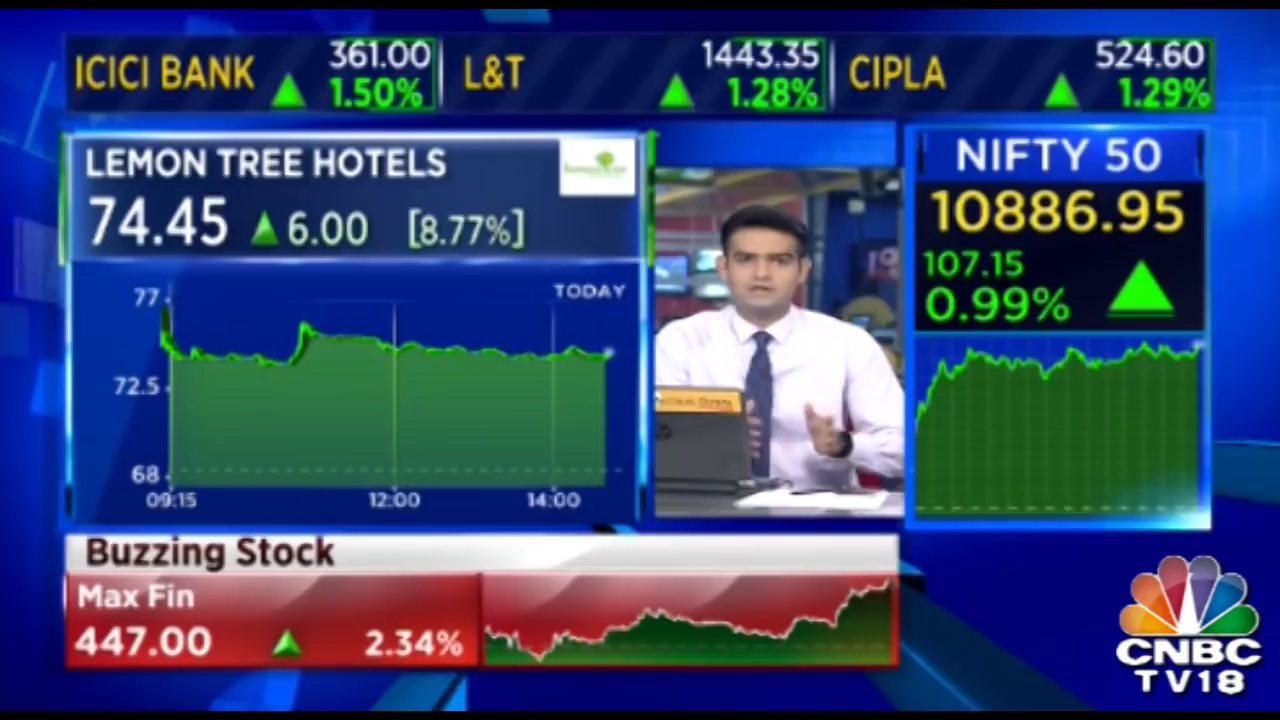 ICICI BANK 361.00 1.50%
L&T 1443.35 1.28%
CIPLA 524.60 1.29%
LEMON TREE HOTELS
74.45 6.00 [8.77%]
TODAY
77
72.5
68
09:15 12:00 14:00
NIFTY 50
10886.95
107.15
0.99%
Buzzing Stock
Max Fin
447.00 2.34%
CNBC
TV18